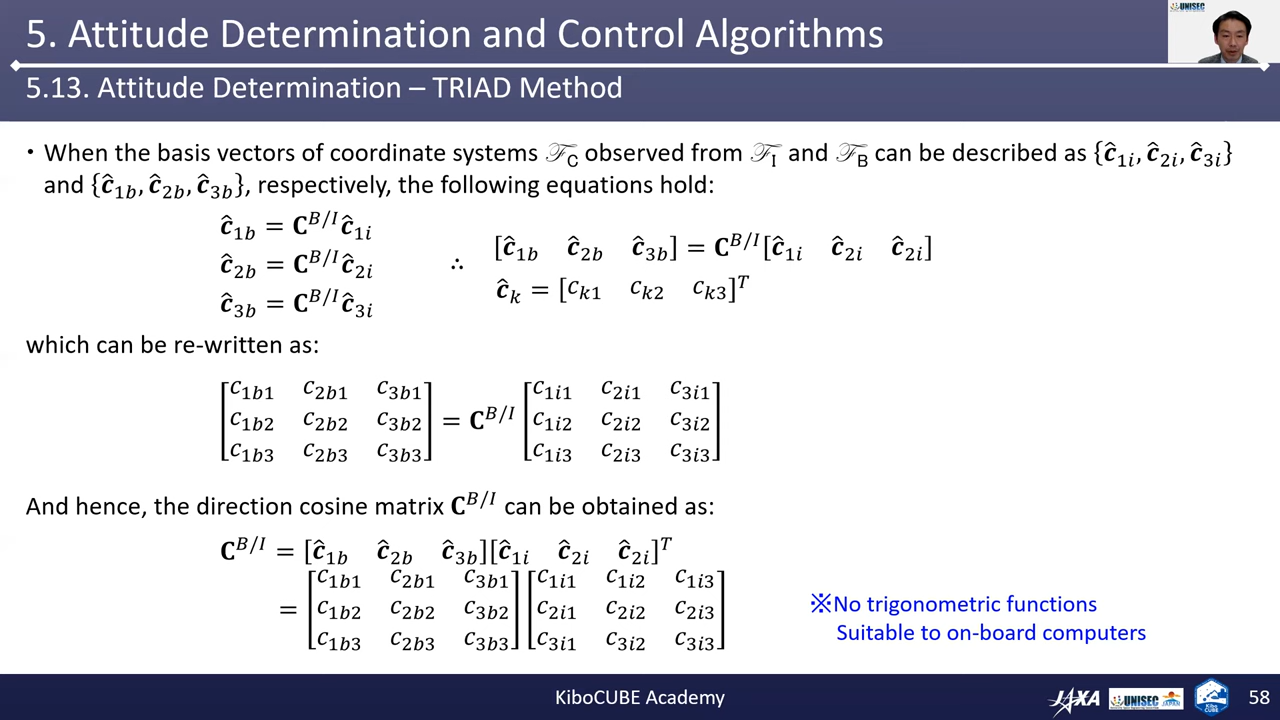 UNISEC
5. Attitude Determination and Control Algorithms
5.13. Attitude Determination – TRIAD Method
・When the basis vectors of coordinate systems ℱ_C observed from ℱ_I and ℱ_B can be described as {ĉ_1i, ĉ_2i, ĉ_3i}
and {ĉ_1b, ĉ_2b, ĉ_3b}, respectively, the following equations hold:
ĉ_1b = C^B/I ĉ_1i
ĉ_2b = C^B/I ĉ_2i
ĉ_3b = C^B/I ĉ_3i
∴ [ĉ_1b ĉ_2b ĉ_3b] = C^B/I [ĉ_1i ĉ_2i ĉ_2i]
ĉ_k = [c_k1 c_k2 c_k3]^T
which can be re-written as:
[c_1b1 c_2b1 c_3b1
c_1b2 c_2b2 c_3b2
c_1b3 c_2b3 c_3b3] = C^B/I [c_1i1 c_2i1 c_3i1
c_1i2 c_2i2 c_3i2
c_1i3 c_2i3 c_3i3]
And hence, the direction cosine matrix C^B/I can be obtained as:
C^B/I = [ĉ_1b ĉ_2b ĉ_3b][ĉ_1i ĉ_2i ĉ_2i]^T
= [c_1b1 c_2b1 c_3b1
c_1b2 c_2b2 c_3b2
c_1b3 c_2b3 c_3b3] [c_1i1 c_1i2 c_1i3
c_2i1 c_2i2 c_2i3
c_3i1 c_3i2 c_3i3]
※No trigonometric functions
Suitable to on-board computers
KiboCUBE Academy
JAXA
UNISEC
JAPAN
Kibo
CUBE
58